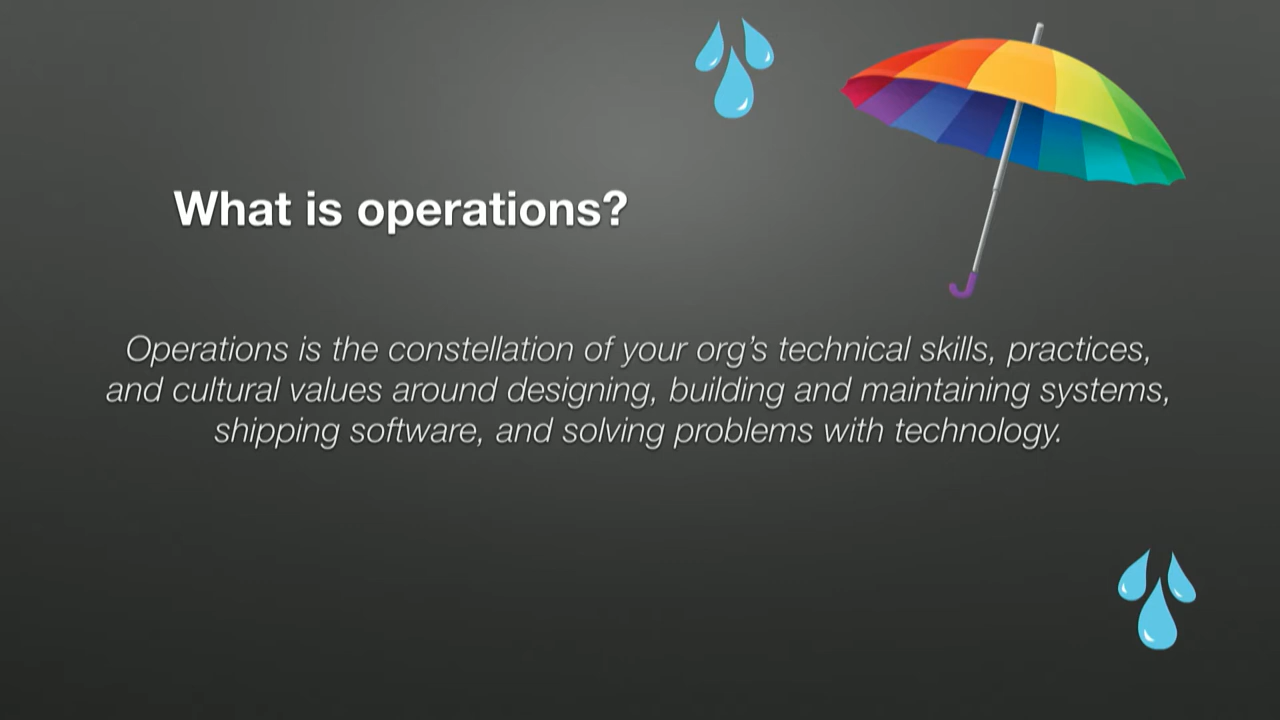 What is operations?
Operations is the constellation of your org’s technical skills, practices,
and cultural values around designing, building and maintaining systems,
shipping software, and solving problems with technology.